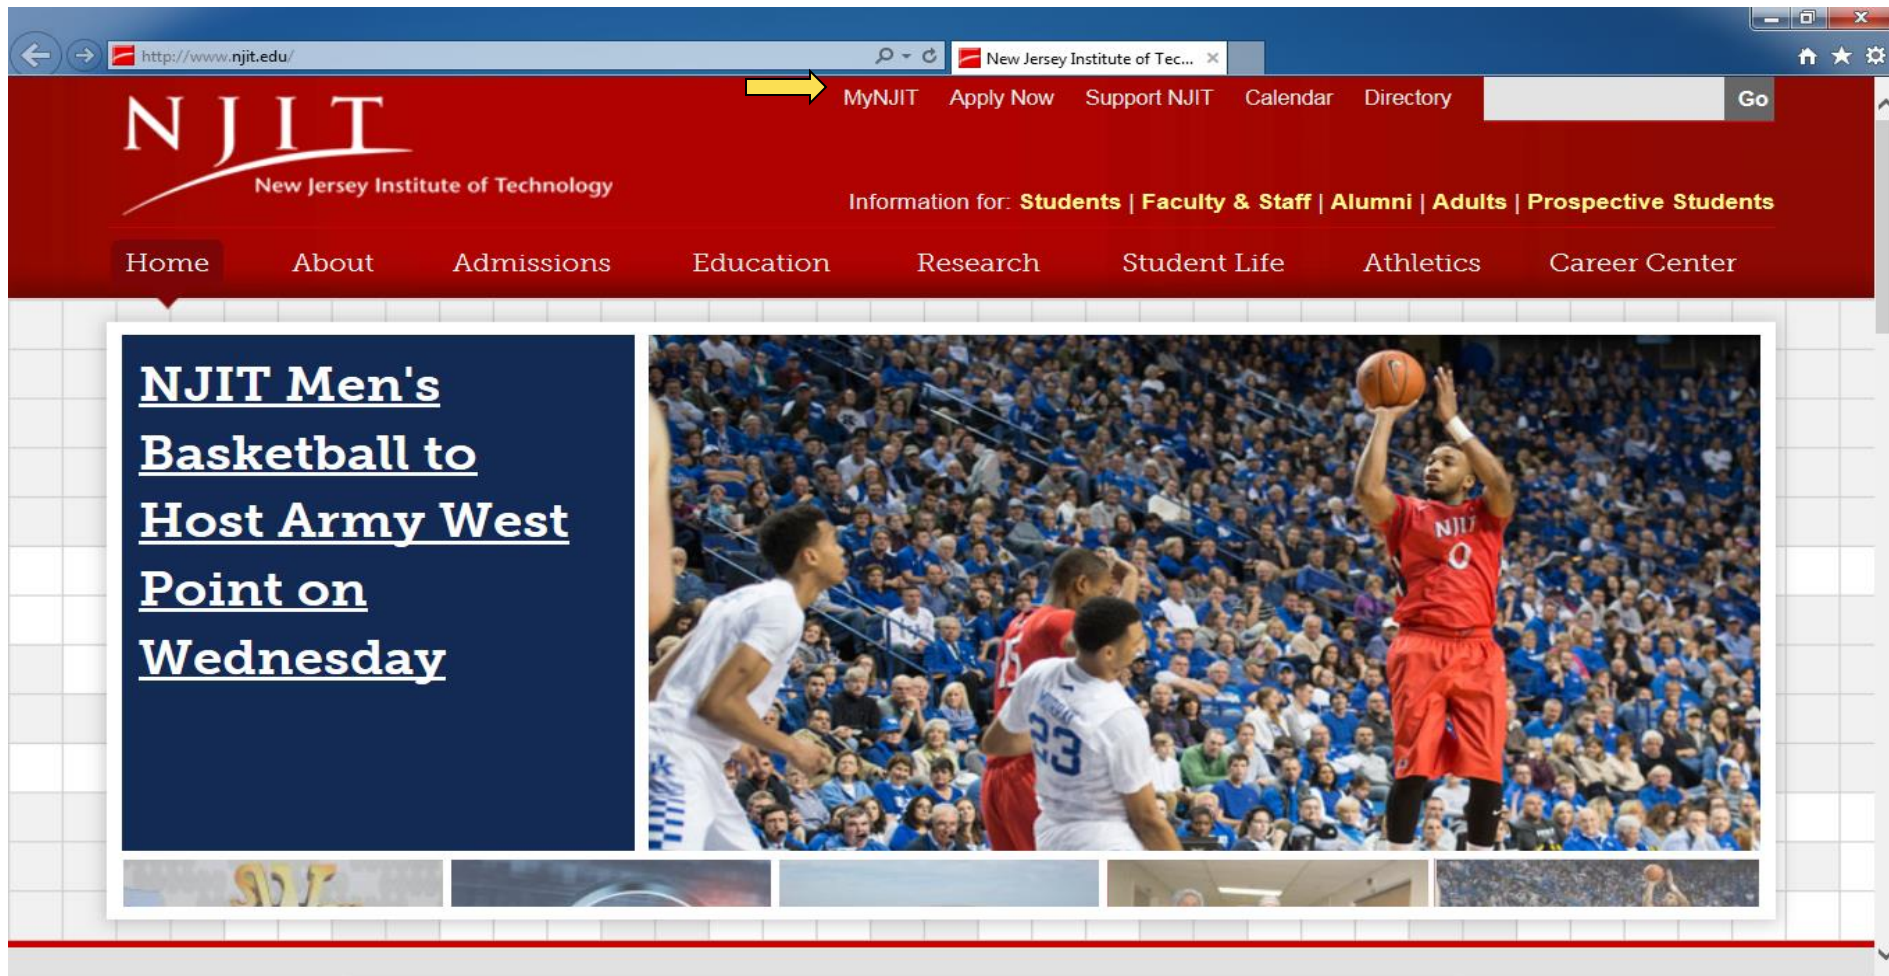 http://www.njit.edu/
New Jersey Institute of Tec...
MyNJIT Apply Now Support NJIT Calendar Directory Go
NJIT
New Jersey Institute of Technology
Information for: Students | Faculty & Staff | Alumni | Adults | Prospective Students
Home About Admissions Education Research Student Life Athletics Career Center
NJIT Men's
Basketball to
Host Army West
Point on
Wednesday
NJIT
0
15
23